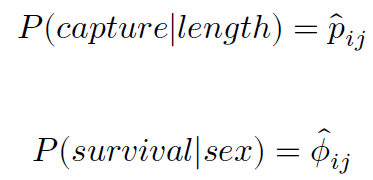 P(capture|length) = p̂ij
P(survival|sex) = ϕ̂ij